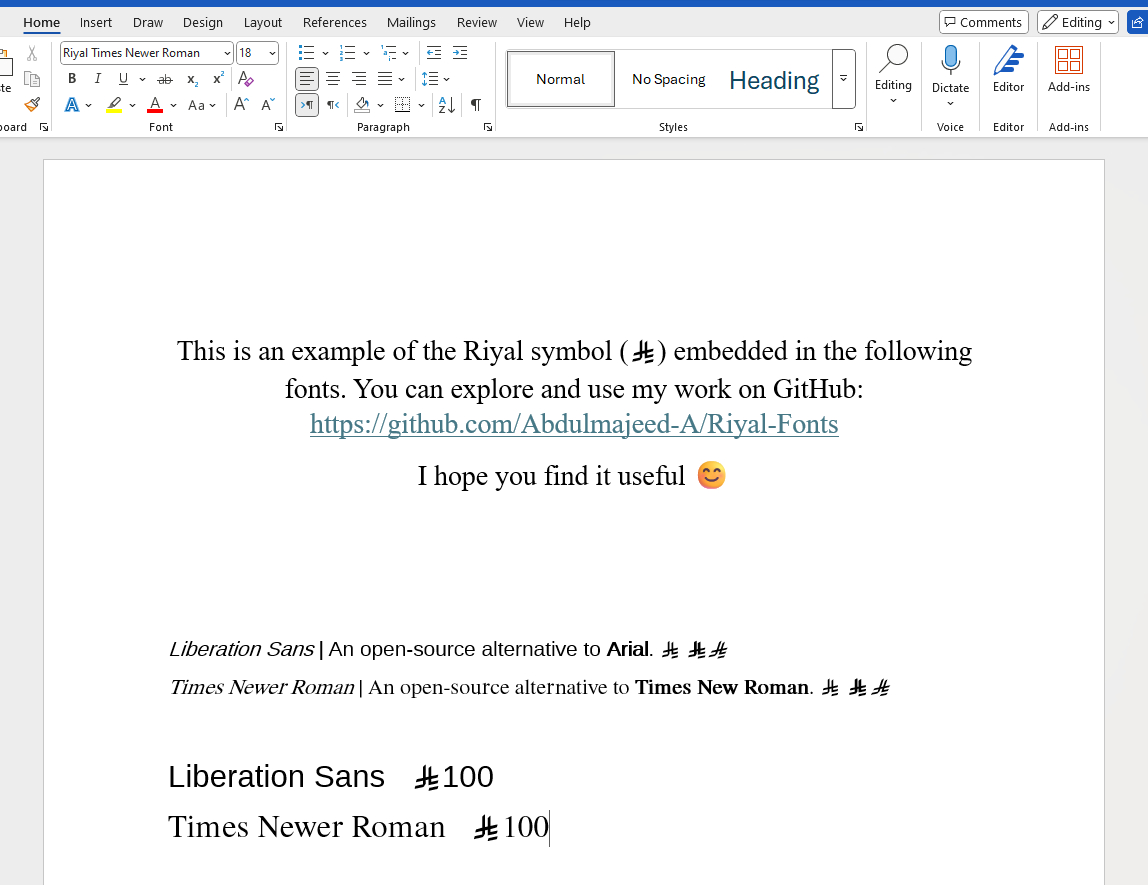 Home Insert Draw Design Layout References Mailings Review View Help Comments Editing
Riyal Times Newer Roman 18
B I U ab x₂ x² A
A A Aa A A A Z ¶
Normal No Spacing Heading
Editing Dictate Editor Add-ins
Font Paragraph Styles Voice Editor Add-ins
This is an example of the Riyal symbol (⃁) embedded in the following
fonts. You can explore and use my work on GitHub:
https://github.com/Abdulmajeed-A/Riyal-Fonts
I hope you find it useful 😊
Liberation Sans | An open-source alternative to Arial. ⃁ ⃁ ⃁
Times Newer Roman | An open-source alternative to Times New Roman. ⃁ ⃁ ⃁
Liberation Sans ⃁100
Times Newer Roman ⃁100